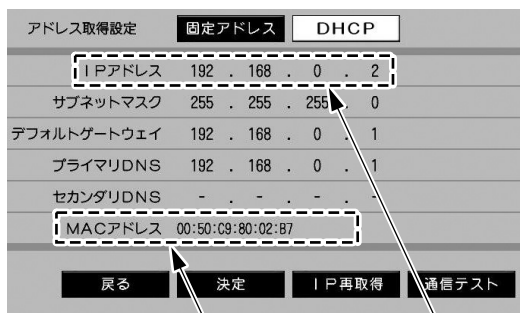 アドレス取得設定 固定アドレス DHCP
IPアドレス 192 . 168 . 0 . 2
サブネットマスク 255 . 255 . 255 . 0
デフォルトゲートウェイ 192 . 168 . 0 . 1
プライマリDNS 192 . 168 . 0 . 1
セカンダリDNS - . - . - . -
MACアドレス 00:50:C9:80:02:B7
戻る 決定 IP再取得 通信テスト